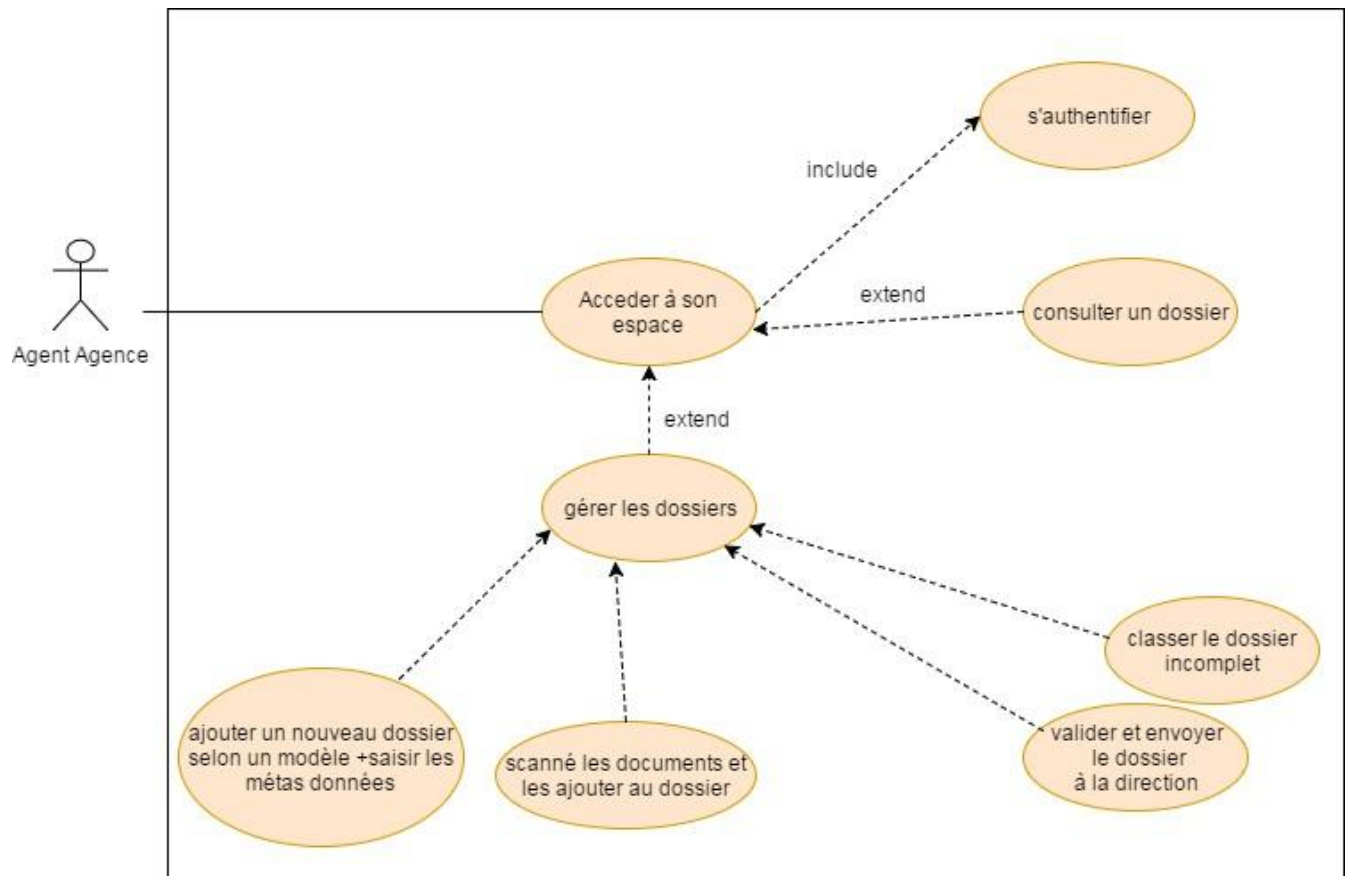 s'authentifier
include
Acceder à son
espace
extend
consulter un dossier
Agent Agence
extend
gérer les dossiers
classer le dossier
incomplet
ajouter un nouveau dossier
selon un modèle +saisir les
métas données
scanné les documents et
les ajouter au dossier
valider et envoyer
le dossier
à la direction